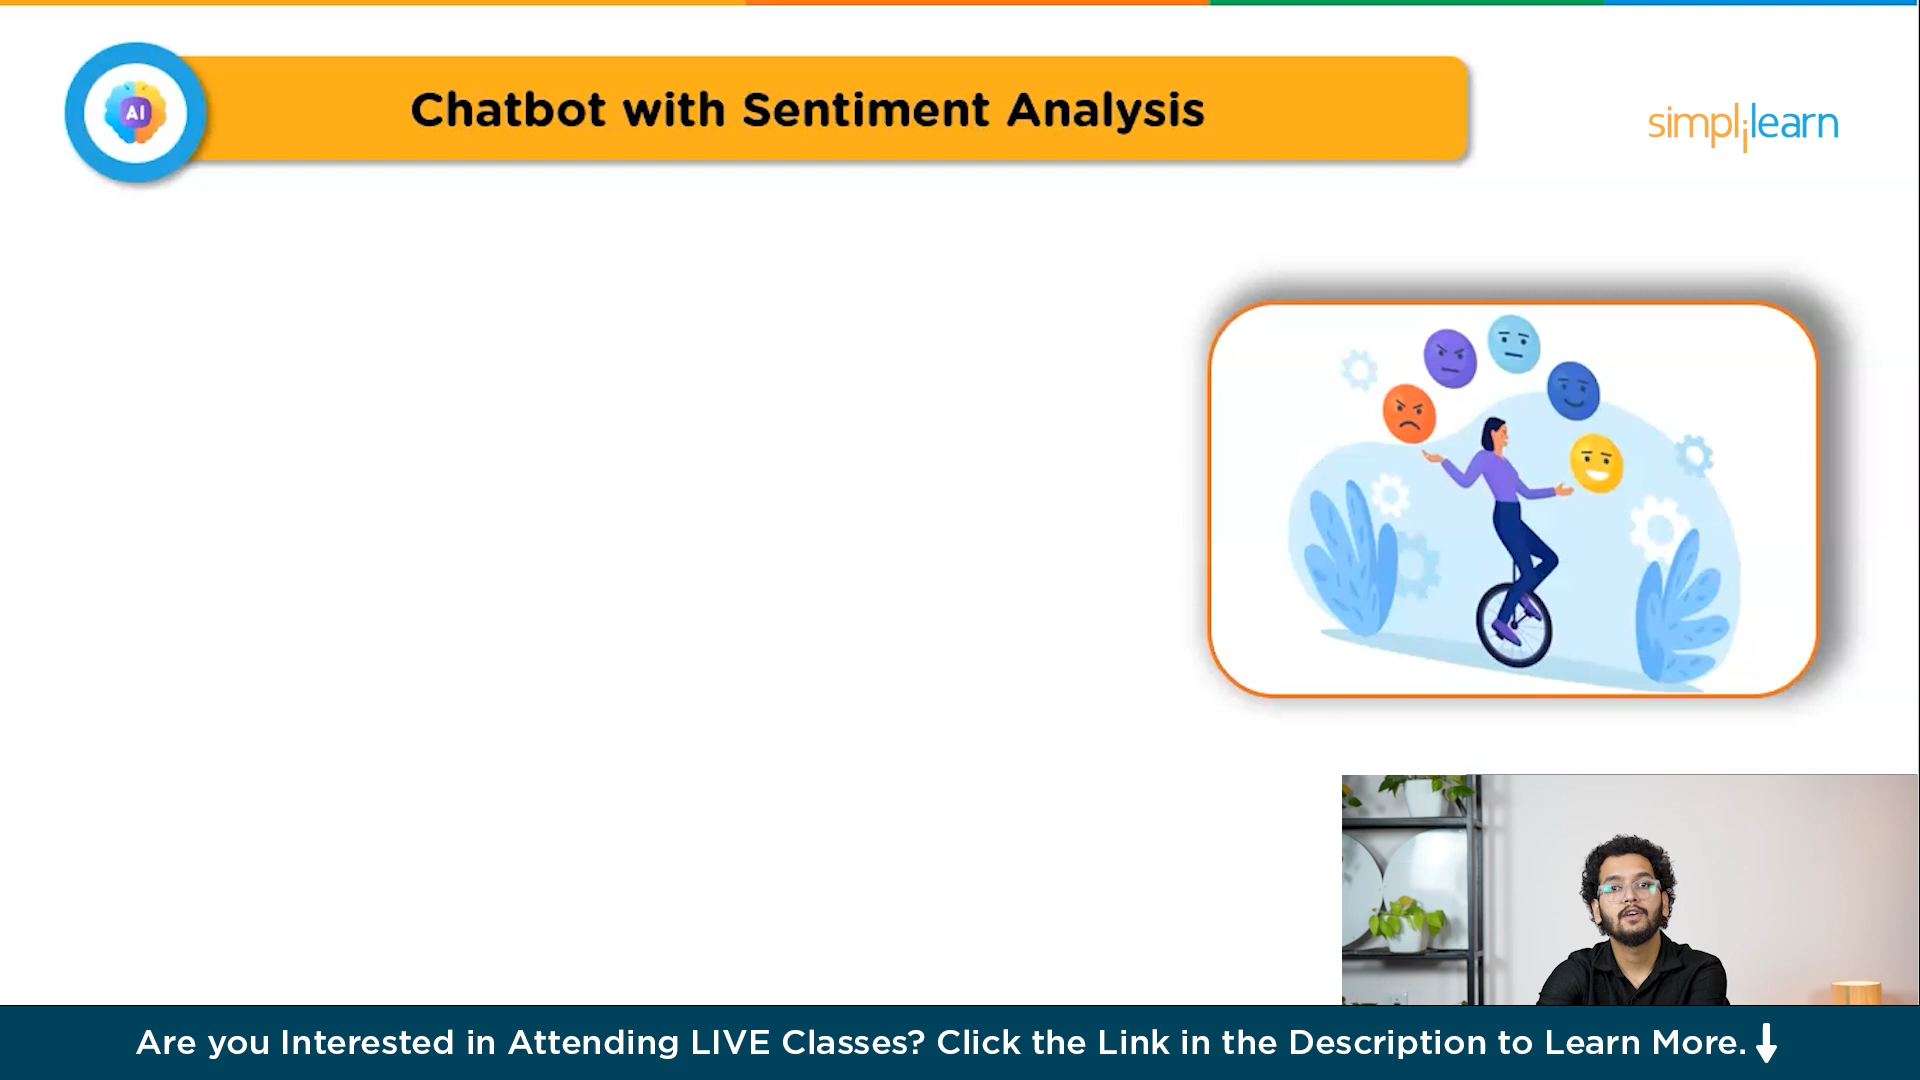 AI
Chatbot with Sentiment Analysis
simplilearn
Are you Interested in Attending LIVE Classes? Click the Link in the Description to Learn More.